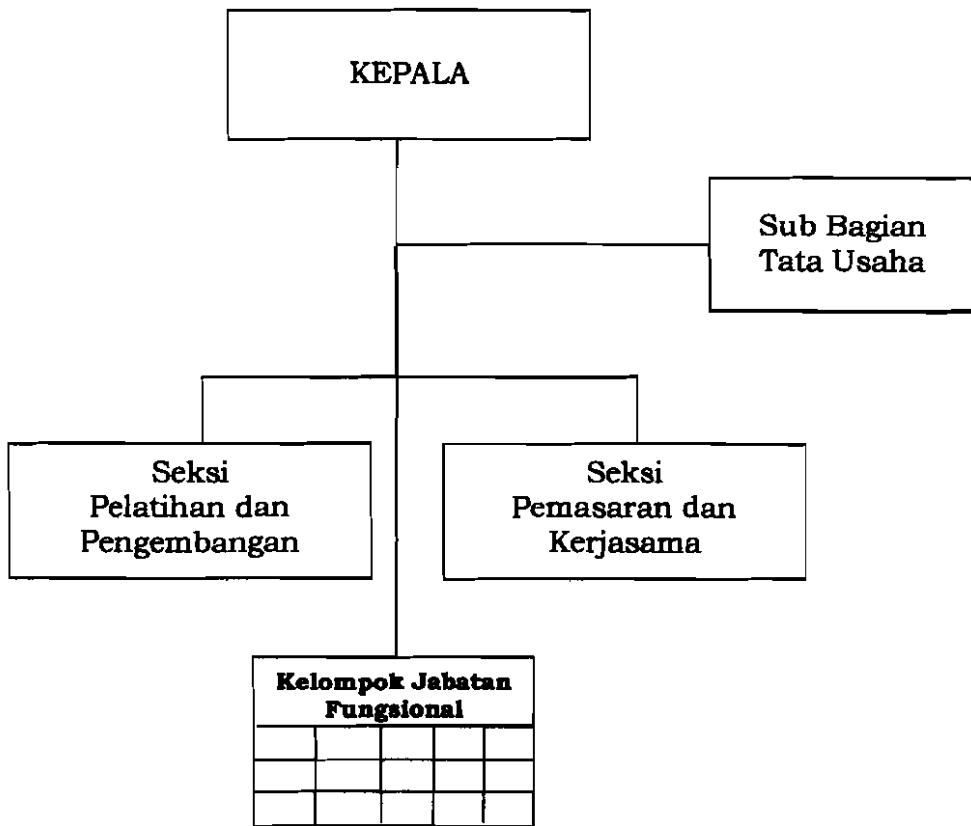 KEPALA
Sub Bagian
Tata Usaha
Seksi
Pelatihan dan
Pengembangan
Seksi
Pemasaran dan
Kerjasama
Kelompok Jabatan
Fungsional